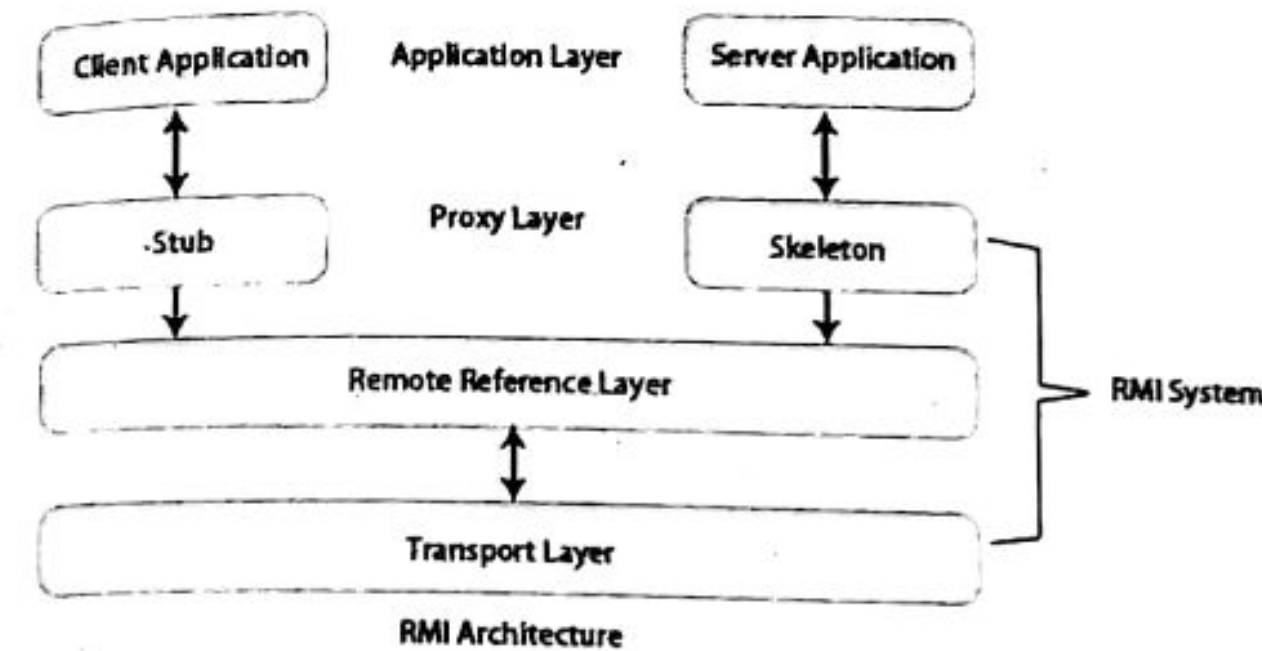 Client Application
Application Layer
Server Application
Stub
Proxy Layer
Skeleton
Remote Reference Layer
RMI System
Transport Layer
RMI Architecture